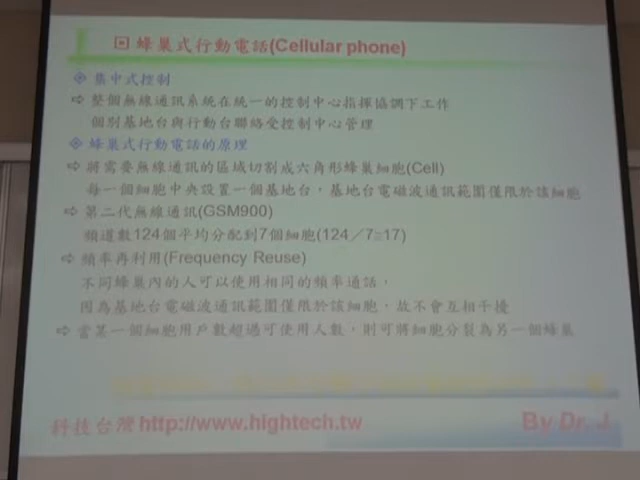 蜂巢式行動電話(Cellular phone)
集中式控制
整個無線通訊系統在統一的控制中心指揮協調下工作
個別基地台與行動台聯絡受控制中心管理
蜂巢式行動電話的原理
將需要無線通訊的區域切割成六角形蜂巢細胞(Cell)
每一個細胞中央設置一個基地台，基地台電磁波通訊範圍僅限於該細胞
第二代無線通訊(GSM900)
頻道數124個平均分配到7個細胞(124／7≒17)
頻率再利用(Frequency Reuse)
不同蜂巢內的人可以使用相同的頻率通話，
因為基地台電磁波通訊範圍僅限於該細胞，故不會互相干擾
當某一個細胞用戶數超過可使用人數，則可將細胞分裂為另一個蜂巢
科技台灣http://www.hightech.tw
By Dr. J